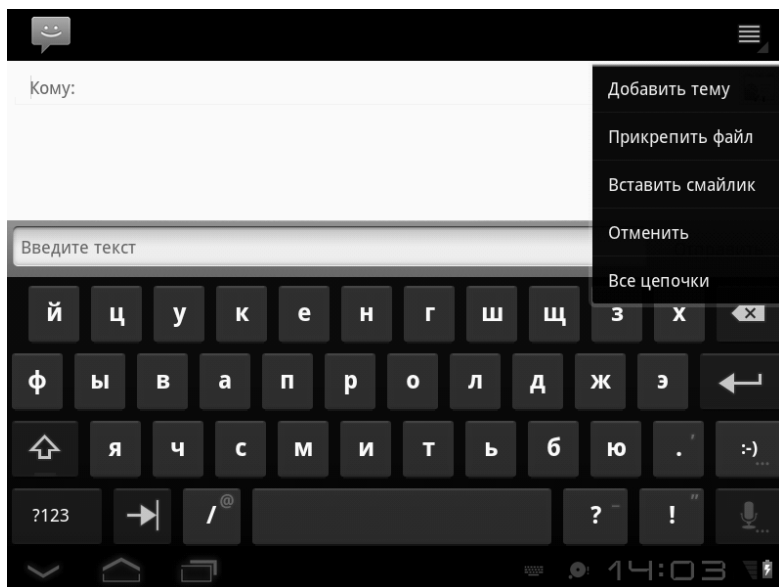 Кому:
Добавить тему
Прикрепить файл
Вставить смайлик
Отменить
Все цепочки
Введите текст
й ц у к е н г ш щ з х
ф ы в а п р о л д ж э
я ч с м и т ь б ю . ' :-) ...
?123 / @ ? _ ! " ...
14:03